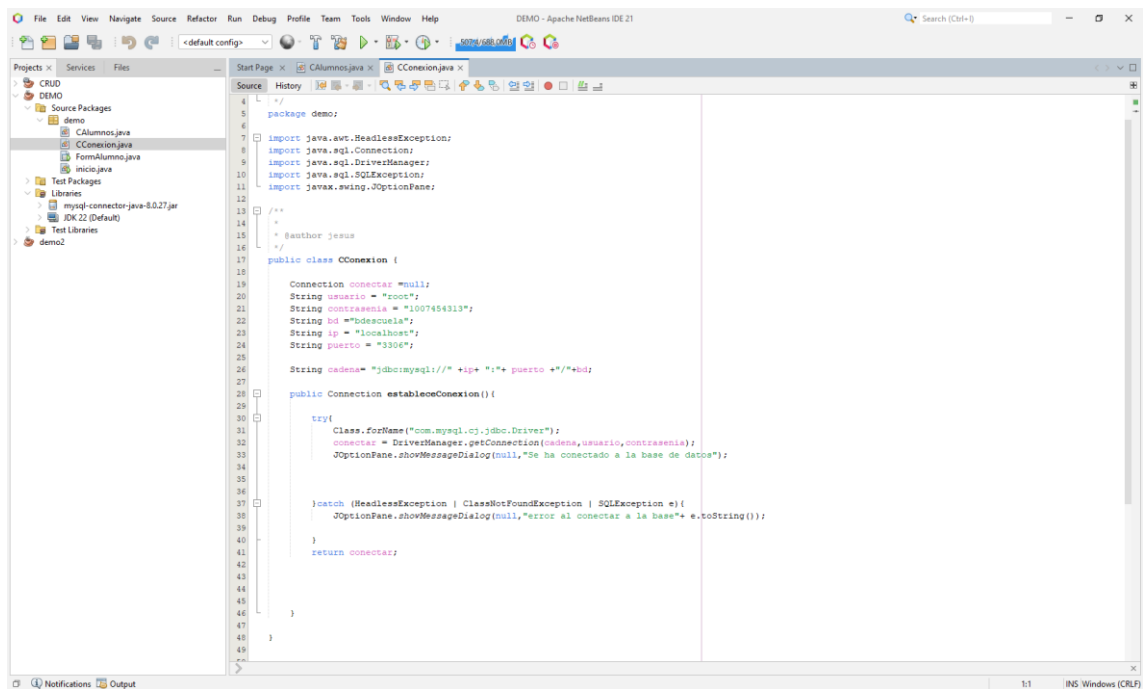 File Edit View Navigate Source Refactor Run Debug Profile Team Tools Window Help DEMO - Apache NetBeans IDE 21 Search (Ctrl+I)
<default config>
Projects Services Files
Start Page CAlumnos.java CConexion.java
CRUD
DEMO
Source Packages
demo
CAlumnos.java
CConexion.java
FormAlumno.java
inicio.java
Test Packages
Libraries
mysql-connector-java-8.0.27.jar
JDK 22 (Default)
Test Libraries
demo2
Source History
4 */
5 package demo;
6
7 import java.awt.HeadlessException;
8 import java.sql.Connection;
9 import java.sql.DriverManager;
10 import java.sql.SQLException;
11 import javax.swing.JOptionPane;
12
13 /**
14 *
15 * @author jesus
16 */
17 public class CConexion {
18
19 Connection conectar =null;
20 String usuario = "root";
21 String contrasenia = "1007454313";
22 String bd ="bdescuela";
23 String ip = "localhost";
24 String puerto = "3306";
25
26 String cadena= "jdbc:mysql://" +ip+ ":"+ puerto +"/"+bd;
27
28 public Connection estableceConexion(){
29
30 try{
31 Class.forName("com.mysql.cj.jdbc.Driver");
32 conectar = DriverManager.getConnection(cadena,usuario,contrasenia);
33 JOptionPane.showMessageDialog(null,"Se ha conectado a la base de datos");
34
35
36
37 }catch (HeadlessException | ClassNotFoundException | SQLException e){
38 JOptionPane.showMessageDialog(null,"error al conectar a la base"+ e.toString());
39
40 }
41 return conectar;
42
43
44
45
46 }
47
48 }
49
Notifications Output 1:1 INS Windows (CRLF)